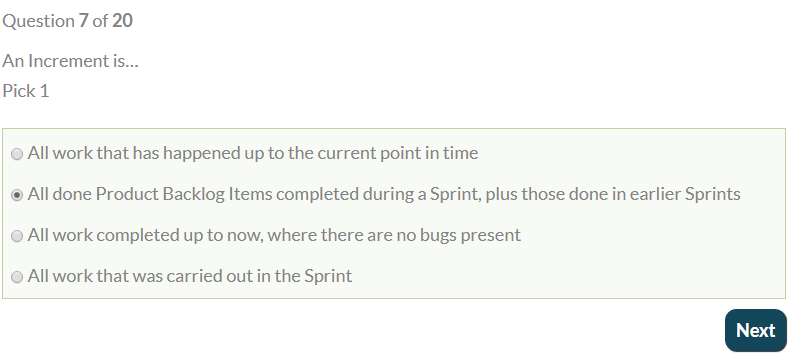 Question 7 of 20
An Increment is...
Pick 1
All work that has happened up to the current point in time
All done Product Backlog Items completed during a Sprint, plus those done in earlier Sprints
All work completed up to now, where there are no bugs present
All work that was carried out in the Sprint
Next